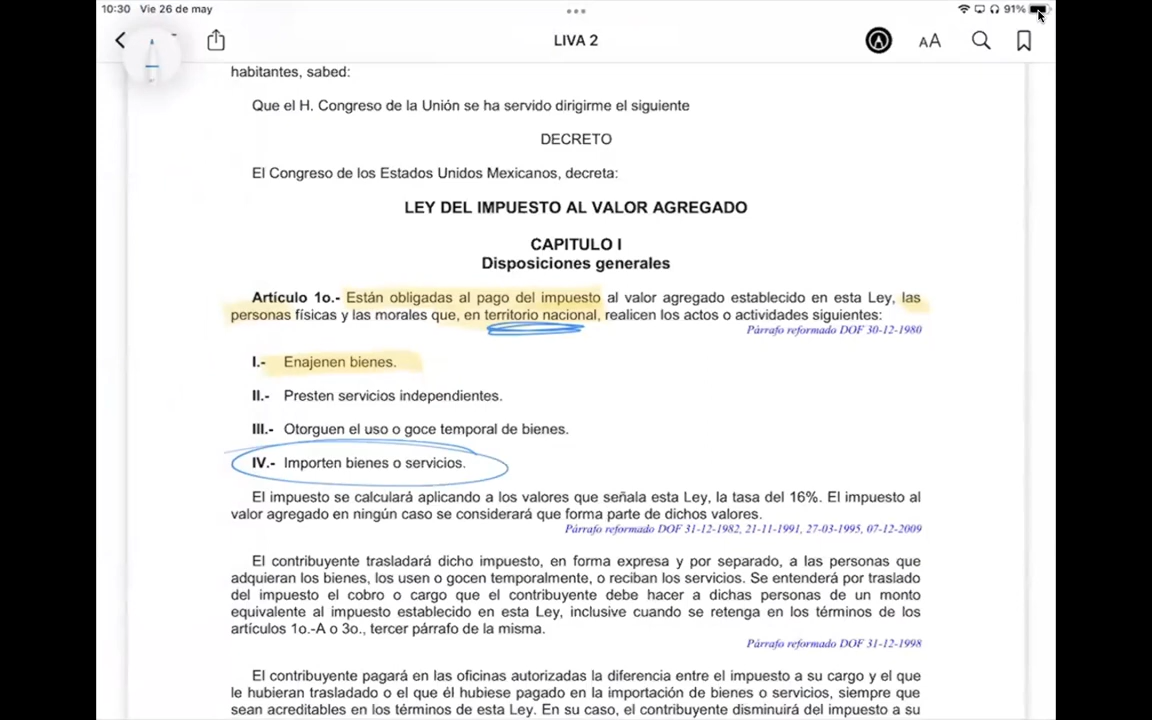 10:30 Vie 26 de may
91%
LIVA 2
AA
habitantes, sabed:
Que el H. Congreso de la Unión se ha servido dirigirme el siguiente
DECRETO
El Congreso de los Estados Unidos Mexicanos, decreta:
LEY DEL IMPUESTO AL VALOR AGREGADO
CAPITULO I
Disposiciones generales
Artículo 1o.- Están obligadas al pago del impuesto al valor agregado establecido en esta Ley, las
personas físicas y las morales que, en territorio nacional, realicen los actos o actividades siguientes:
Párrafo reformado DOF 30-12-1980
I.- Enajenen bienes.
II.- Presten servicios independientes.
III.- Otorguen el uso o goce temporal de bienes.
IV.- Importen bienes o servicios.
El impuesto se calculará aplicando a los valores que señala esta Ley, la tasa del 16%. El impuesto al
valor agregado en ningún caso se considerará que forma parte de dichos valores.
Párrafo reformado DOF 31-12-1982, 21-11-1991, 27-03-1995, 07-12-2009
El contribuyente trasladará dicho impuesto, en forma expresa y por separado, a las personas que
adquieran los bienes, los usen o gocen temporalmente, o reciban los servicios. Se entenderá por traslado
del impuesto el cobro o cargo que el contribuyente debe hacer a dichas personas de un monto
equivalente al impuesto establecido en esta Ley, inclusive cuando se retenga en los términos de los
artículos 1o.-A o 3o., tercer párrafo de la misma.
Párrafo reformado DOF 31-12-1998
El contribuyente pagará en las oficinas autorizadas la diferencia entre el impuesto a su cargo y el que
le hubieran trasladado o el que él hubiese pagado en la importación de bienes o servicios, siempre que
sean acreditables en los términos de esta Ley. En su caso, el contribuyente disminuirá del impuesto a su